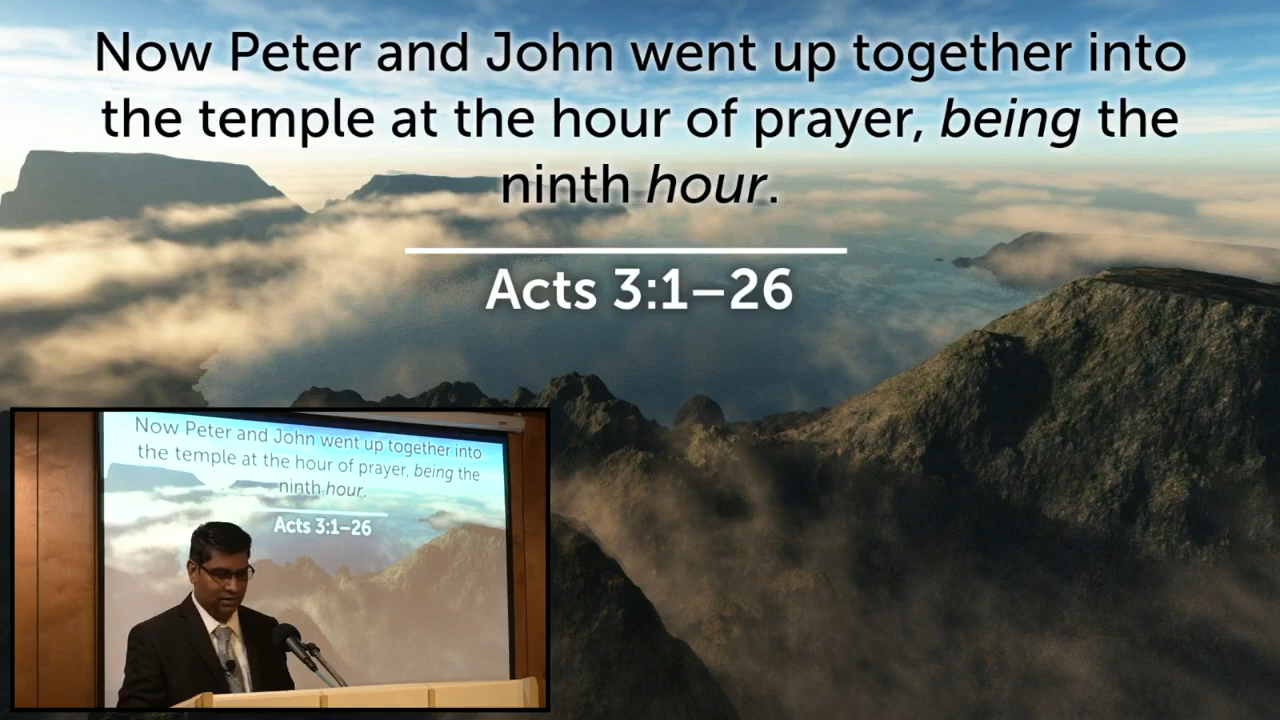 Now Peter and John went up together into
the temple at the hour of prayer, being the
ninth hour.
Acts 3:1–26
Now Peter and John went up together into
the temple at the hour of prayer, being the
ninth hour.
Acts 3:1–26